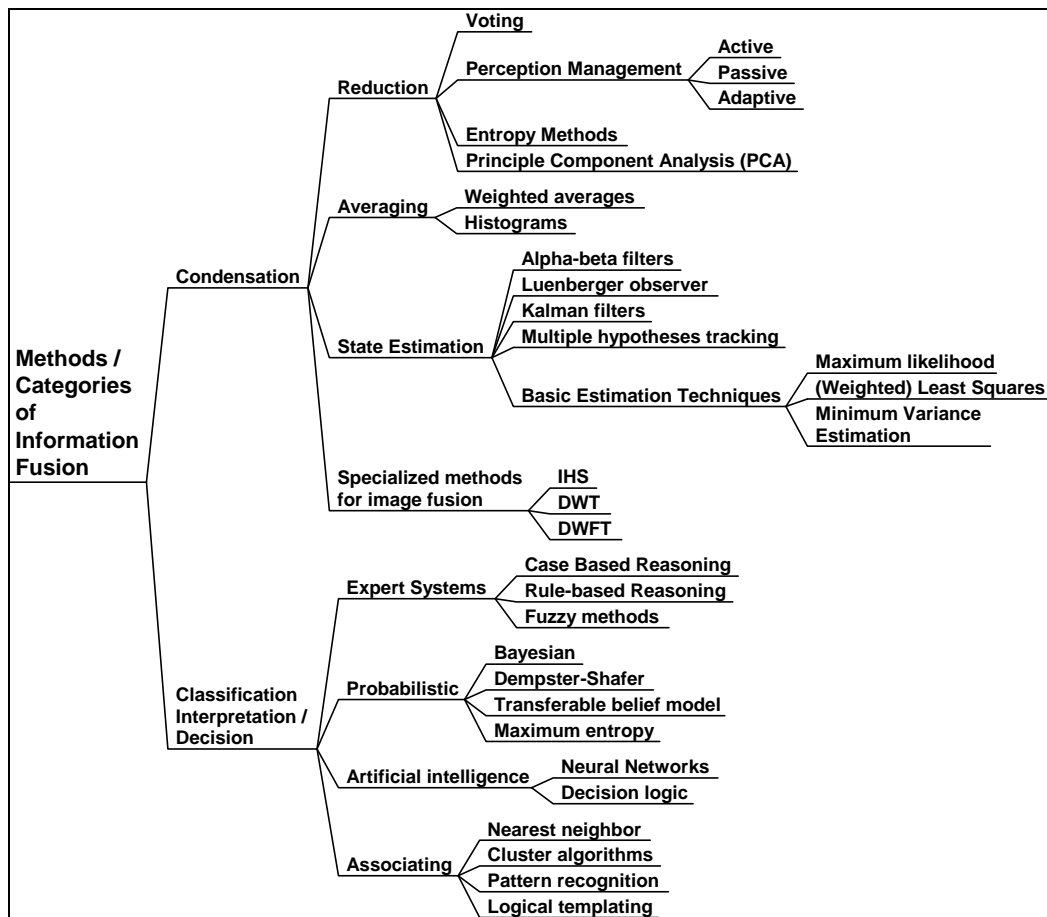 Methods /
Categories
of
Information
Fusion
Condensation
Reduction
Voting
Perception Management
Active
Passive
Adaptive
Entropy Methods
Principle Component Analysis (PCA)
Averaging
Weighted averages
Histograms
State Estimation
Alpha-beta filters
Luenberger observer
Kalman filters
Multiple hypotheses tracking
Basic Estimation Techniques
Maximum likelihood
(Weighted) Least Squares
Minimum Variance
Estimation
Specialized methods
for image fusion
IHS
DWT
DWFT
Classification
Interpretation /
Decision
Expert Systems
Case Based Reasoning
Rule-based Reasoning
Fuzzy methods
Probabilistic
Bayesian
Dempster-Shafer
Transferable belief model
Maximum entropy
Artificial intelligence
Neural Networks
Decision logic
Associating
Nearest neighbor
Cluster algorithms
Pattern recognition
Logical templating